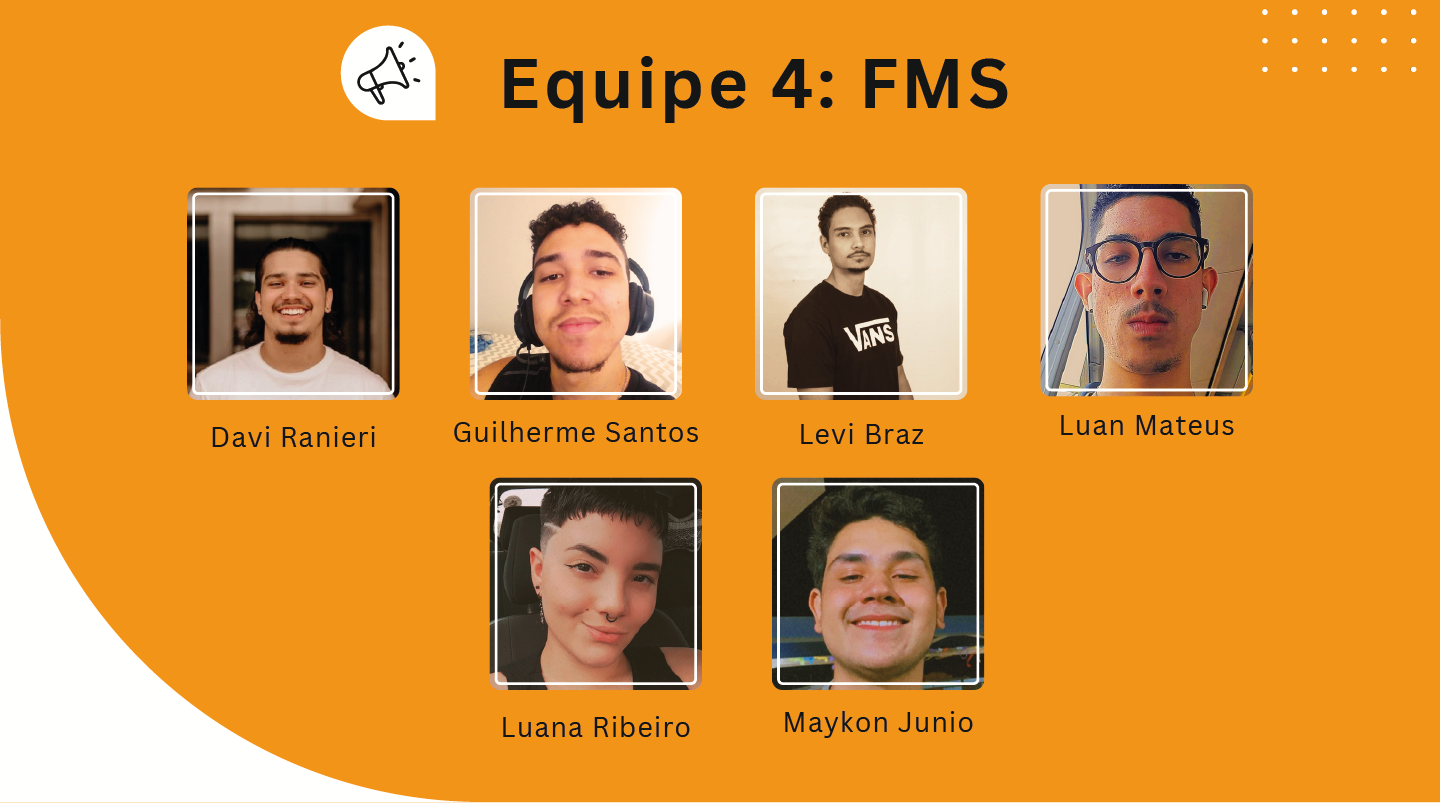 Equipe 4: FMS
VANS
Davi Ranieri
Guilherme Santos
Levi Braz
Luan Mateus
Luana Ribeiro
Maykon Junio